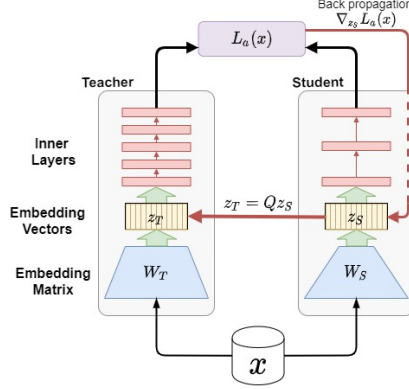 Back propagation
∇_{z_S} L_a(x)
L_a(x)
Teacher
Student
Inner
Layers
z_T = Qz_S
Embedding
Vectors
z_T
z_S
Embedding
Matrix
W_T
W_S
x